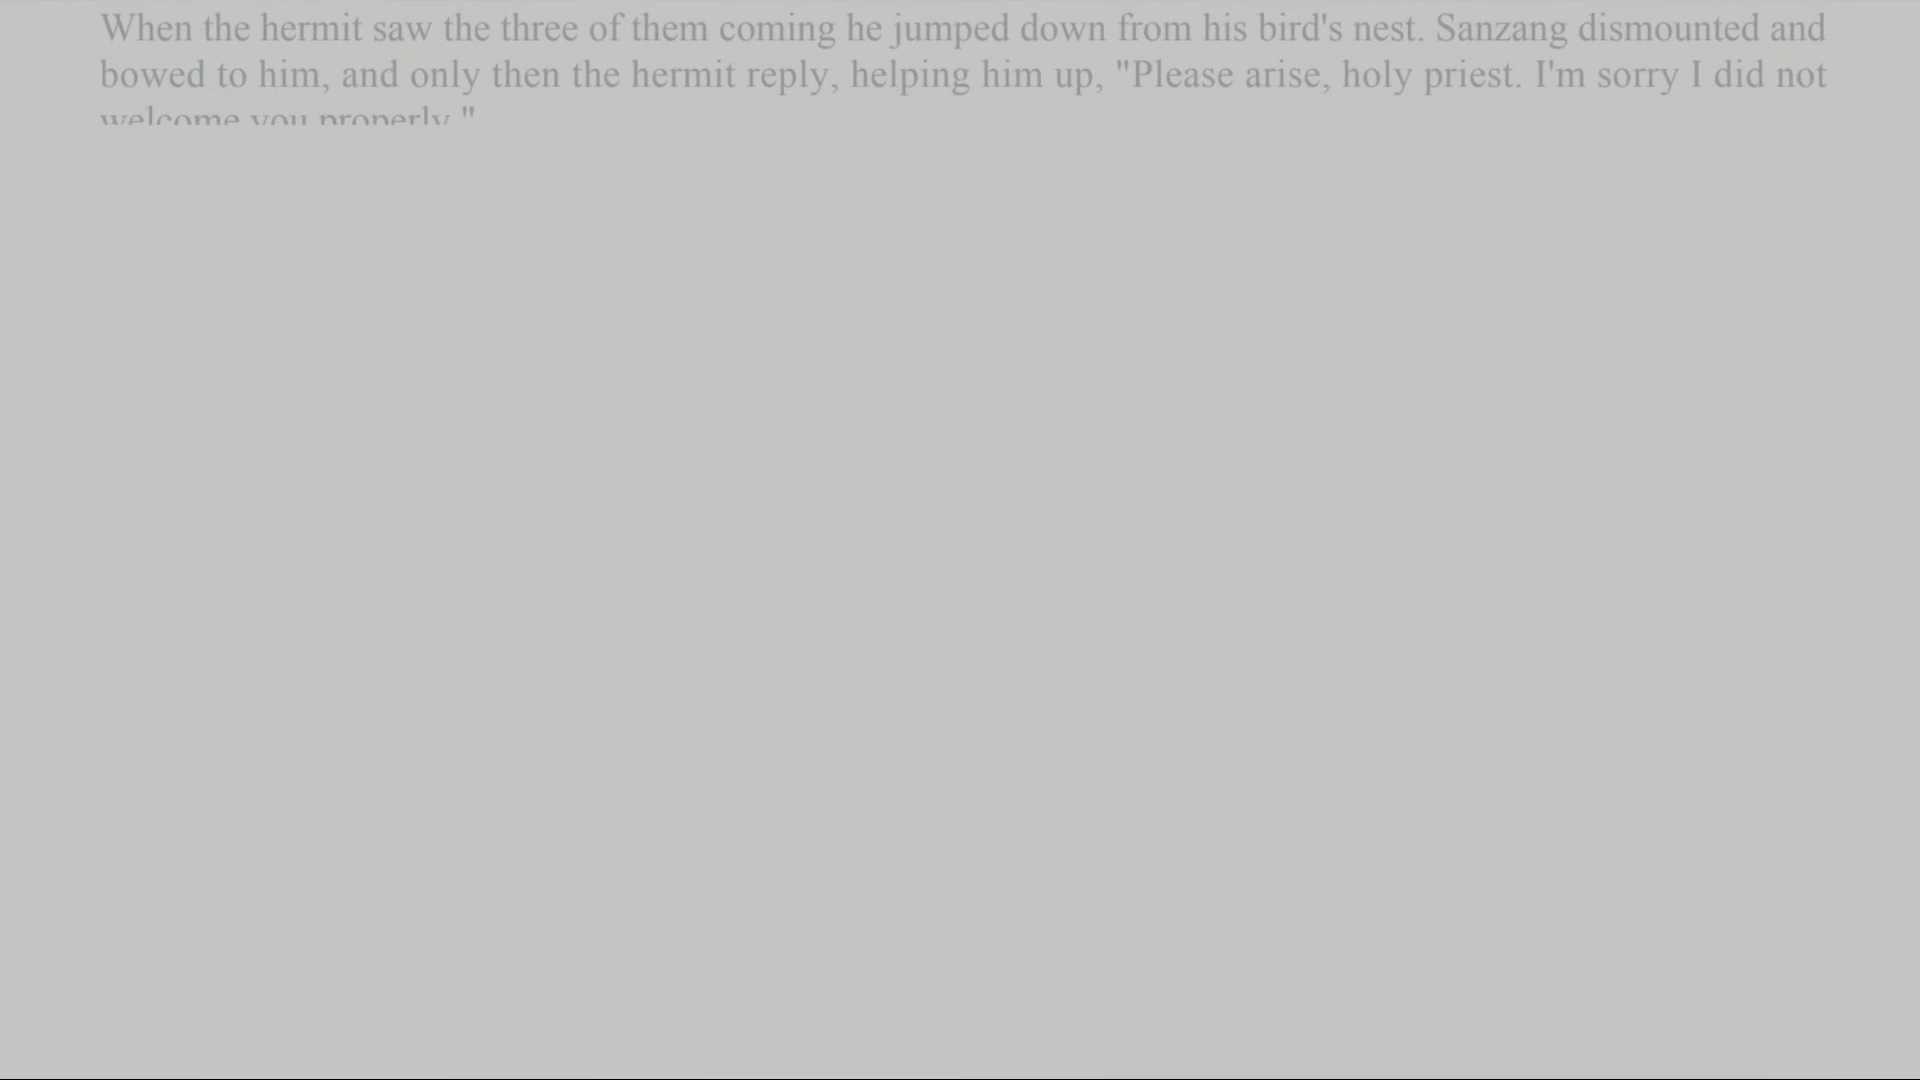 When the hermit saw the three of them coming he jumped down from his bird's nest. Sanzang dismounted and
bowed to him, and only then the hermit reply, helping him up, "Please arise, holy priest. I'm sorry I did not
welcome you properly."